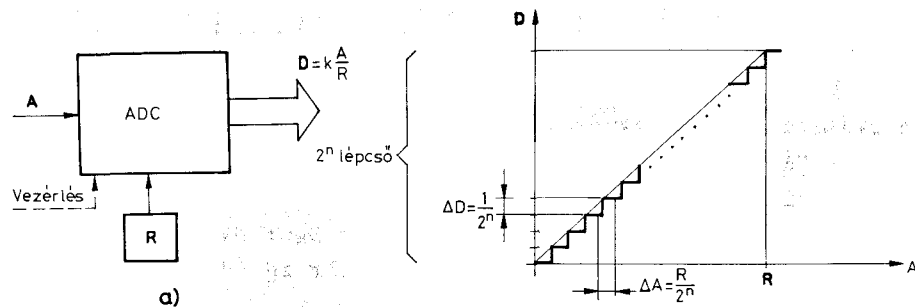 A
ADC
D = k A/R
Vezérlés
R
a)
2ⁿ lépcső
D
ΔD = 1/2ⁿ
ΔA = R/2ⁿ
R
A